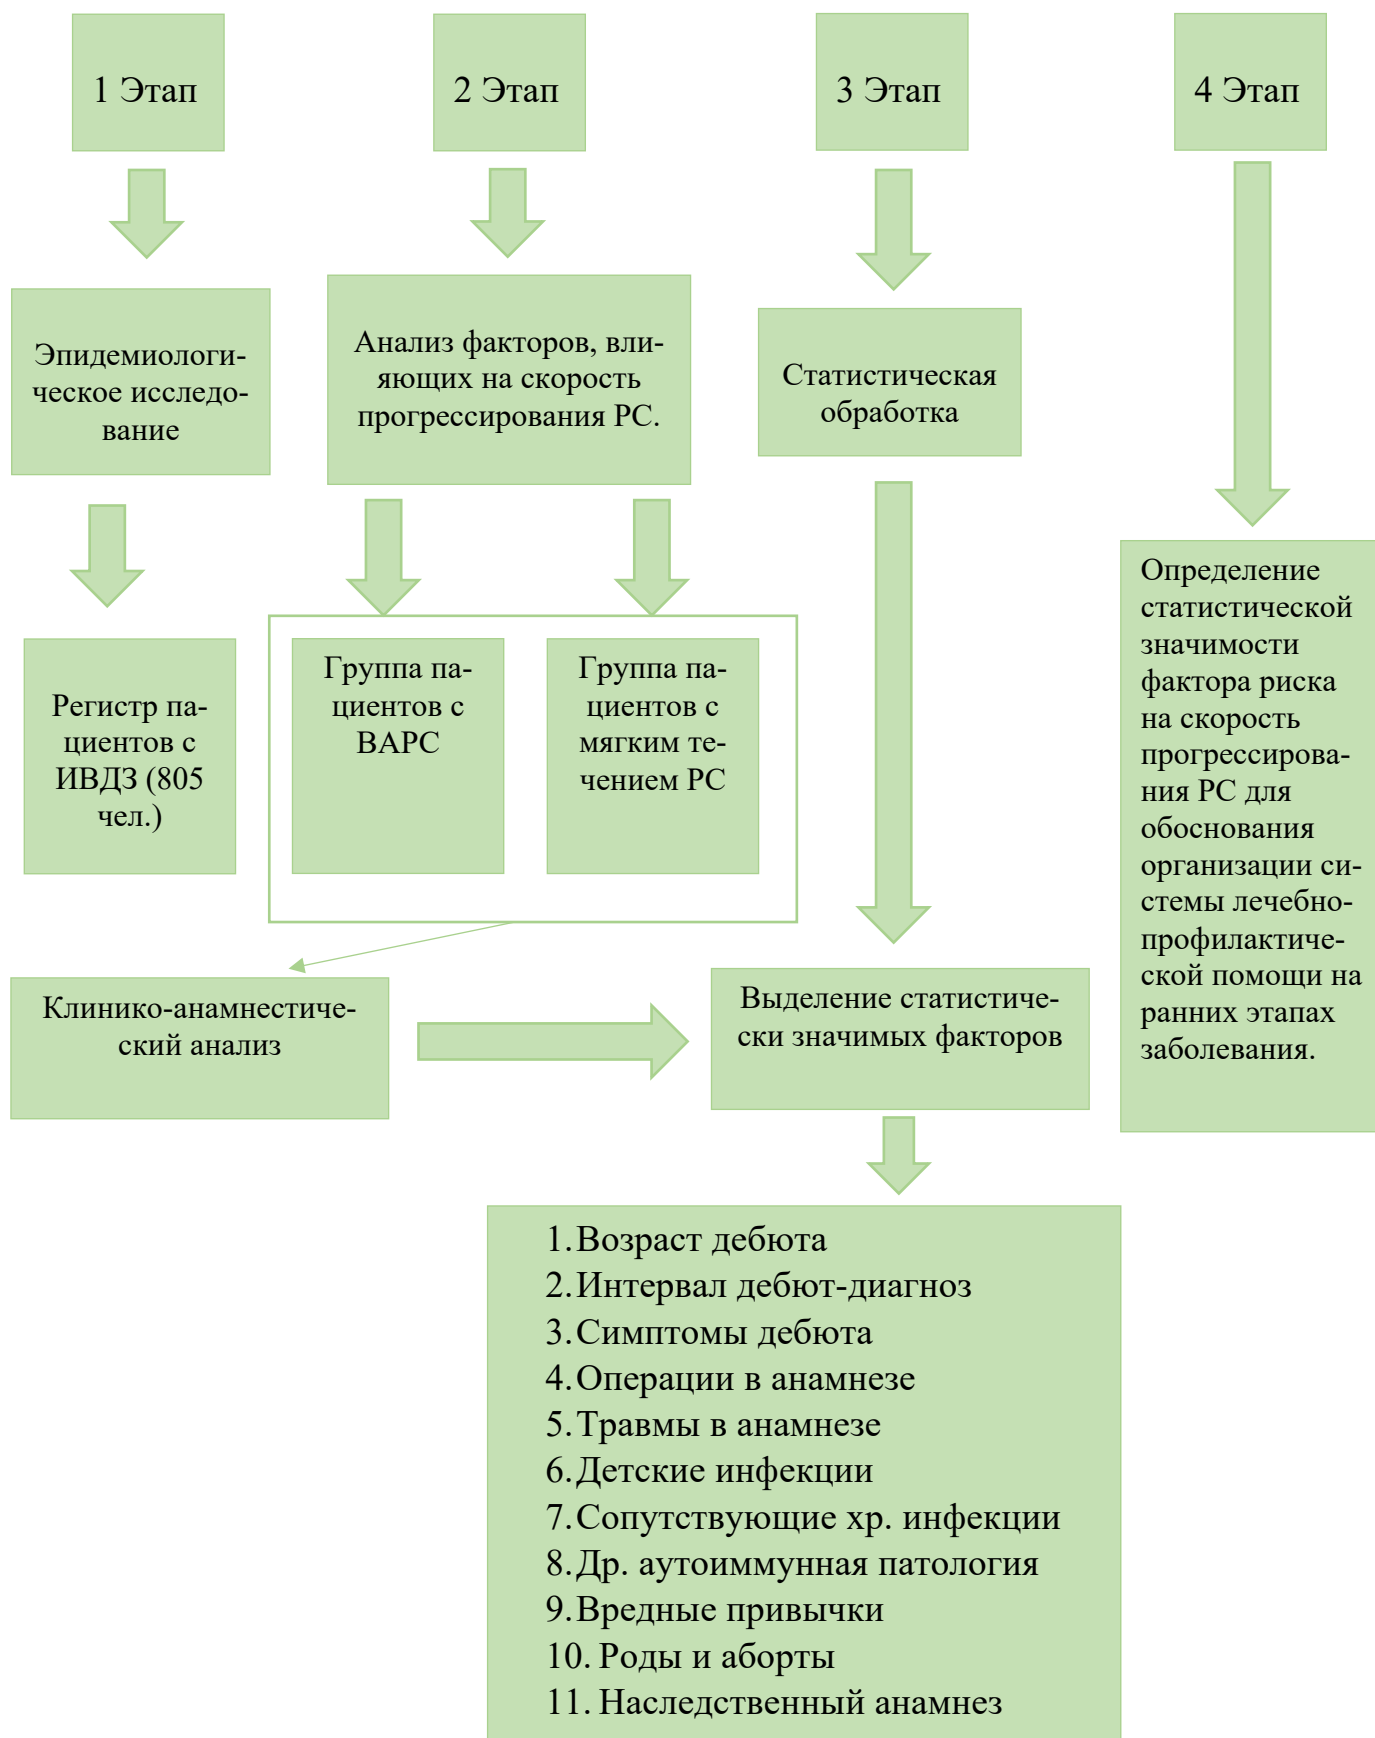 1 Этап
2 Этап
3 Этап
4 Этап
Эпидемиологи-
ческое исследо-
вание
Анализ факторов, вли-
яющих на скорость
прогрессирования РС.
Статистическая
обработка
Регистр па-
циентов с
ИВДЗ (805
чел.)
Группа па-
циентов с
ВАРС
Группа па-
циентов с
мягким те-
чением РС
Определение
статистической
значимости
фактора риска
на скорость
прогрессирова-
ния РС для
обоснования
организации си-
стемы лечебно-
профилактиче-
ской помощи на
ранних этапах
заболевания.
Клинико-анамнестиче-
ский анализ
Выделение статистиче-
ски значимых факторов
1. Возраст дебюта
2. Интервал дебют-диагноз
3. Симптомы дебюта
4. Операции в анамнезе
5. Травмы в анамнезе
6. Детские инфекции
7. Сопутствующие хр. инфекции
8. Др. аутоиммунная патология
9. Вредные привычки
10. Роды и аборты
11. Наследственный анамнез